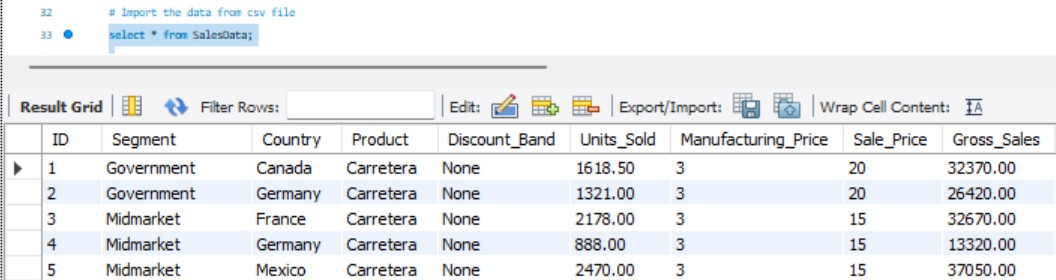 32 # Import the data from csv file
33 select * from SalesData;
Result Grid Filter Rows: Edit: Export/Import: Wrap Cell Content: IA
ID Segment Country Product Discount_Band Units_Sold Manufacturing_Price Sale_Price Gross_Sales
1 Government Canada Carretera None 1618.50 3 20 32370.00
2 Government Germany Carretera None 1321.00 3 20 26420.00
3 Midmarket France Carretera None 2178.00 3 15 32670.00
4 Midmarket Germany Carretera None 888.00 3 15 13320.00
5 Midmarket Mexico Carretera None 2470.00 3 15 37050.00